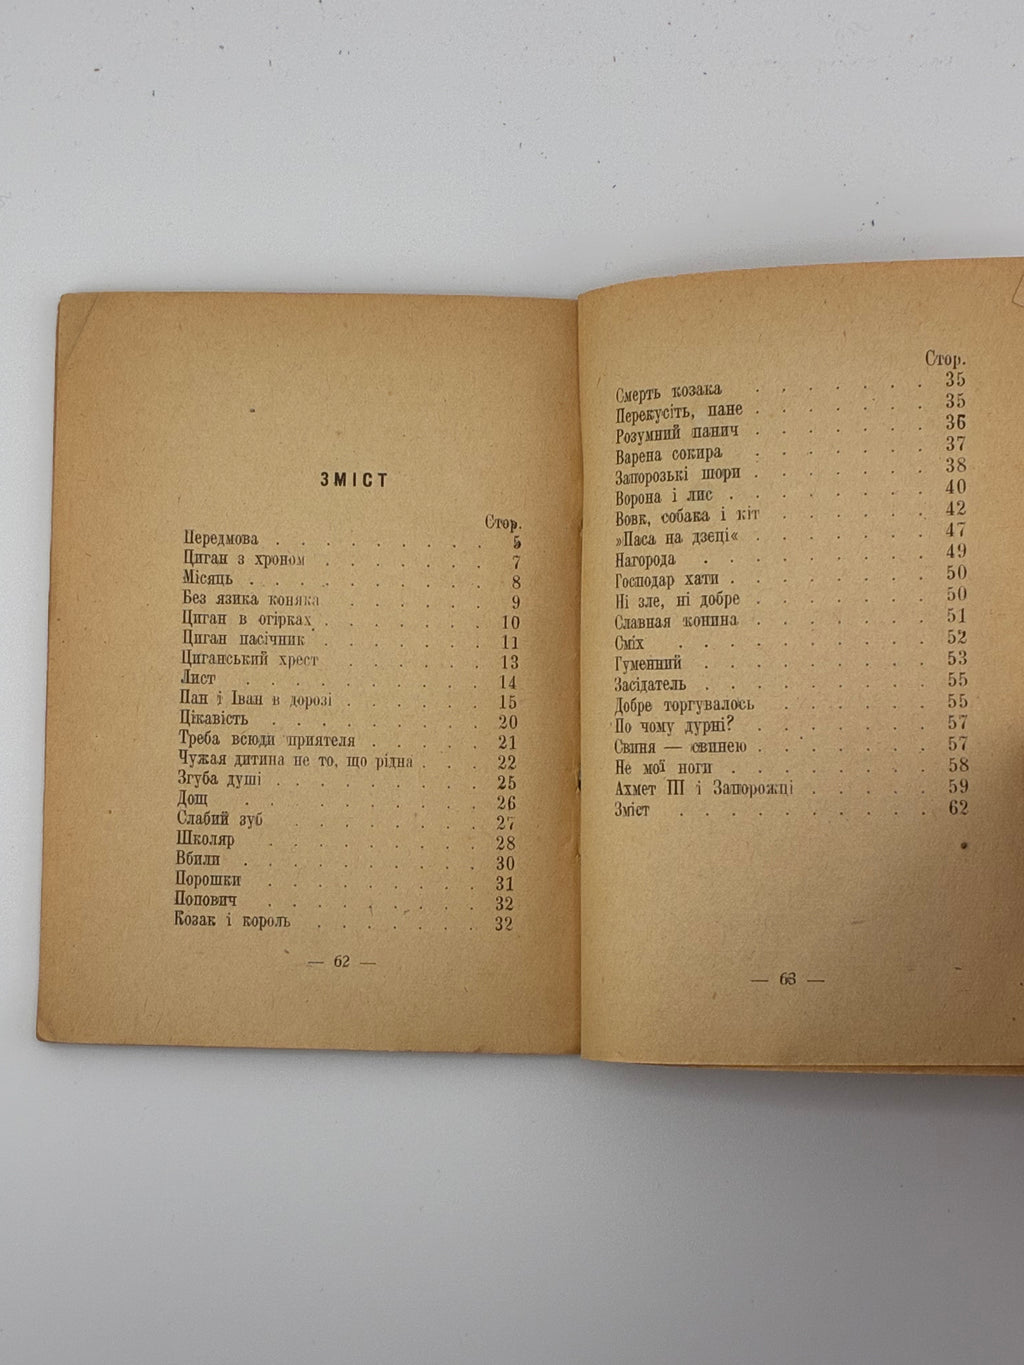 ЗМІСТ
Стор.
Передмова . . . . . . . . . 5
Циган з хроном . . . . . . . 7
Місяць . . . . . . . . . . 8
Без язика коняка . . . . . . 9
Циган в огірках . . . . . . . 10
Циган пасічник . . . . . . . 11
Циганський хрест . . . . . . 13
Лист . . . . . . . . . . 14
Пан і Іван в дорозі . . . . . . 15
Цікавість . . . . . . . . . 20
Треба всюди приятеля . . . . . 21
Чужая дитина не то, що рідна . . . 22
Згуба душі . . . . . . . . . 25
Дощ . . . . . . . . . . 26
Слабий зуб . . . . . . . . 27
Школяр . . . . . . . . . 28
Вбили . . . . . . . . . . 30
Порошки . . . . . . . . . 31
Попович . . . . . . . . . 32
Козак і король . . . . . . . 32
— 62 —
Стор.
Смерть козака . . . . . . . 35
Перекусіть, пане . . . . . . . 35
Розумний панич . . . . . . . 36
Варена сокира . . . . . . . 37
Запорозькі шори . . . . . . . 38
Ворона і лис . . . . . . . . 40
Вовк, собака і кіт . . . . . . 42
»Паса на дзеці« . . . . . . . 47
Нагорода . . . . . . . . . 49
Господар хати . . . . . . . . 50
Ні зле, ні добре . . . . . . . 50
Славная конина . . . . . . . 51
Сміх . . . . . . . . . . 52
Гуменний . . . . . . . . . 53
Засідатель . . . . . . . . . 55
Добре торгувалось . . . . . . 55
По чому дурні? . . . . . . . 57
Свиня — свинею . . . . . . . 57
Не мої ноги . . . . . . . . 58
Ахмет III і Запорожці . . . . . 59
Зміст . . . . . . . . . . 62
— 63 —